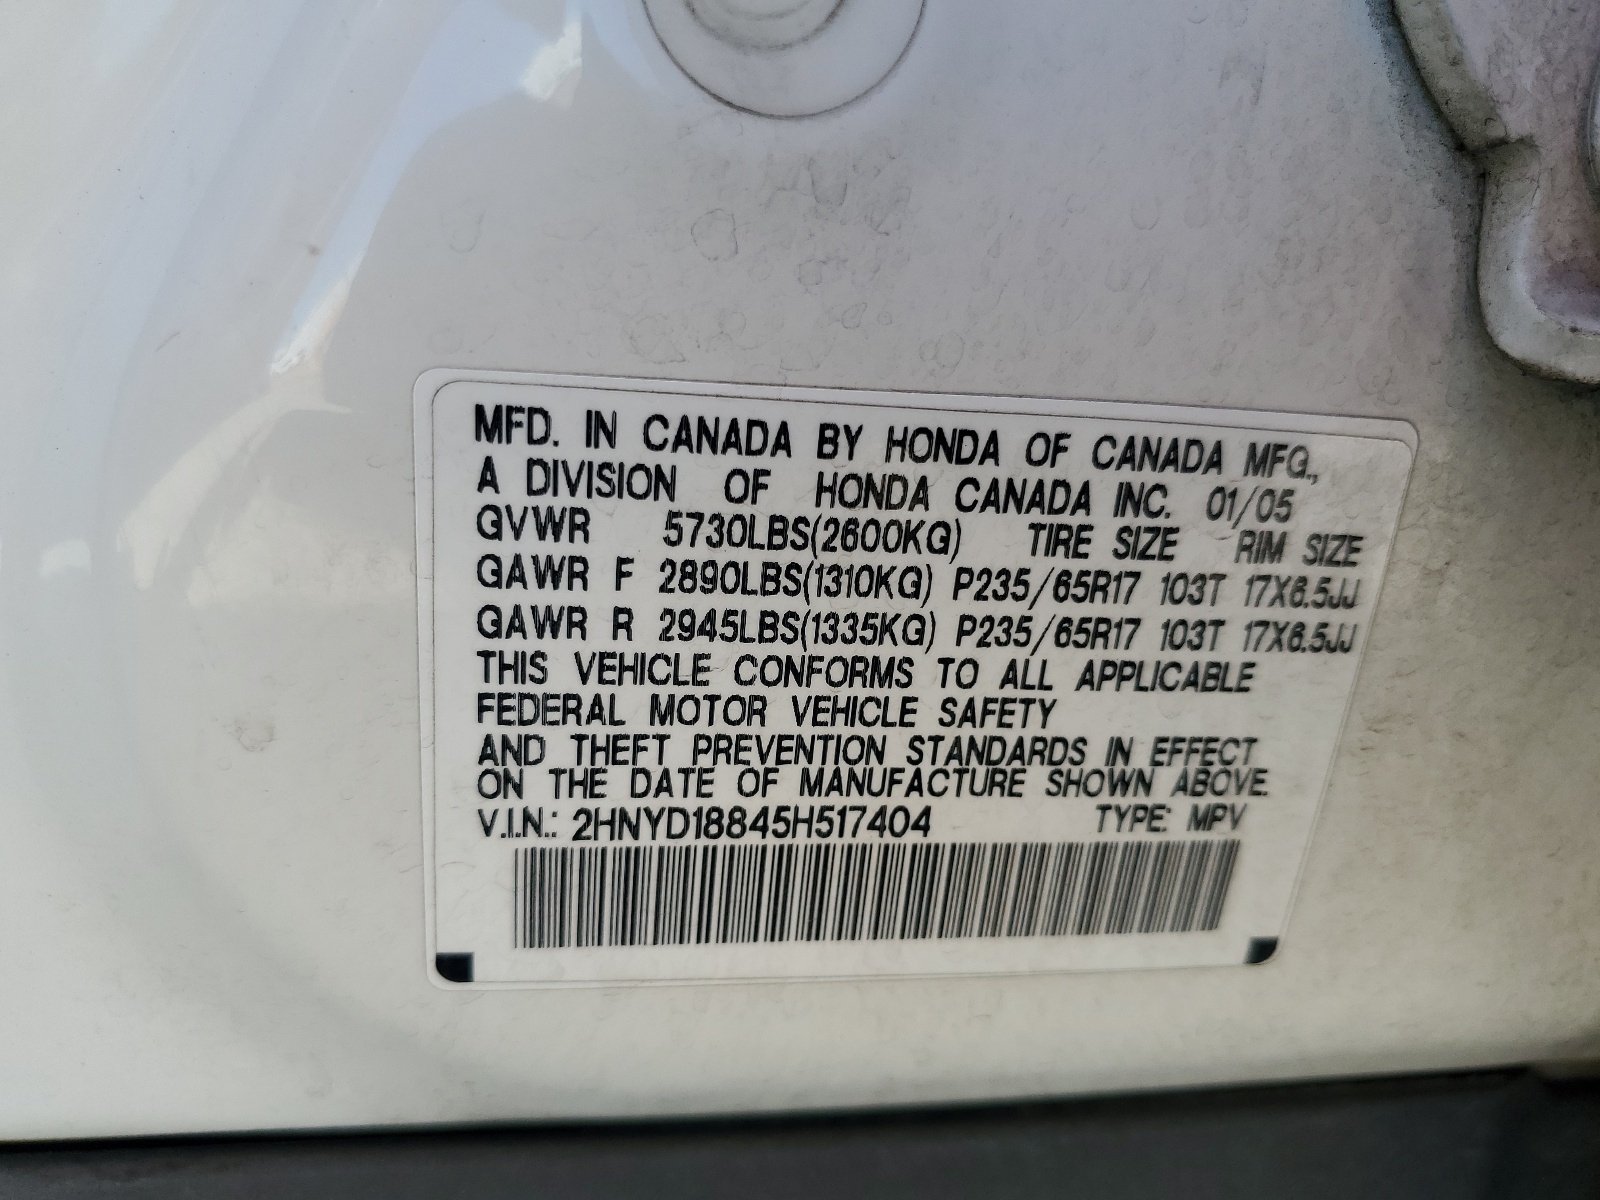 MFD. IN CANADA BY HONDA OF CANADA MFG.,
A DIVISION OF HONDA CANADA INC. 01/05
GVWR 5730LBS(2600KG) TIRE SIZE RIM SIZE
GAWR F 2890LBS(1310KG) P235/65R17 103T 17X6.5JJ
GAWR R 2945LBS(1335KG) P235/65R17 103T 17X6.5JJ
THIS VEHICLE CONFORMS TO ALL APPLICABLE
FEDERAL MOTOR VEHICLE SAFETY
AND THEFT PREVENTION STANDARDS IN EFFECT
ON THE DATE OF MANUFACTURE SHOWN ABOVE.
V.I.N.: 2HNYD18845H517404 TYPE: MPV